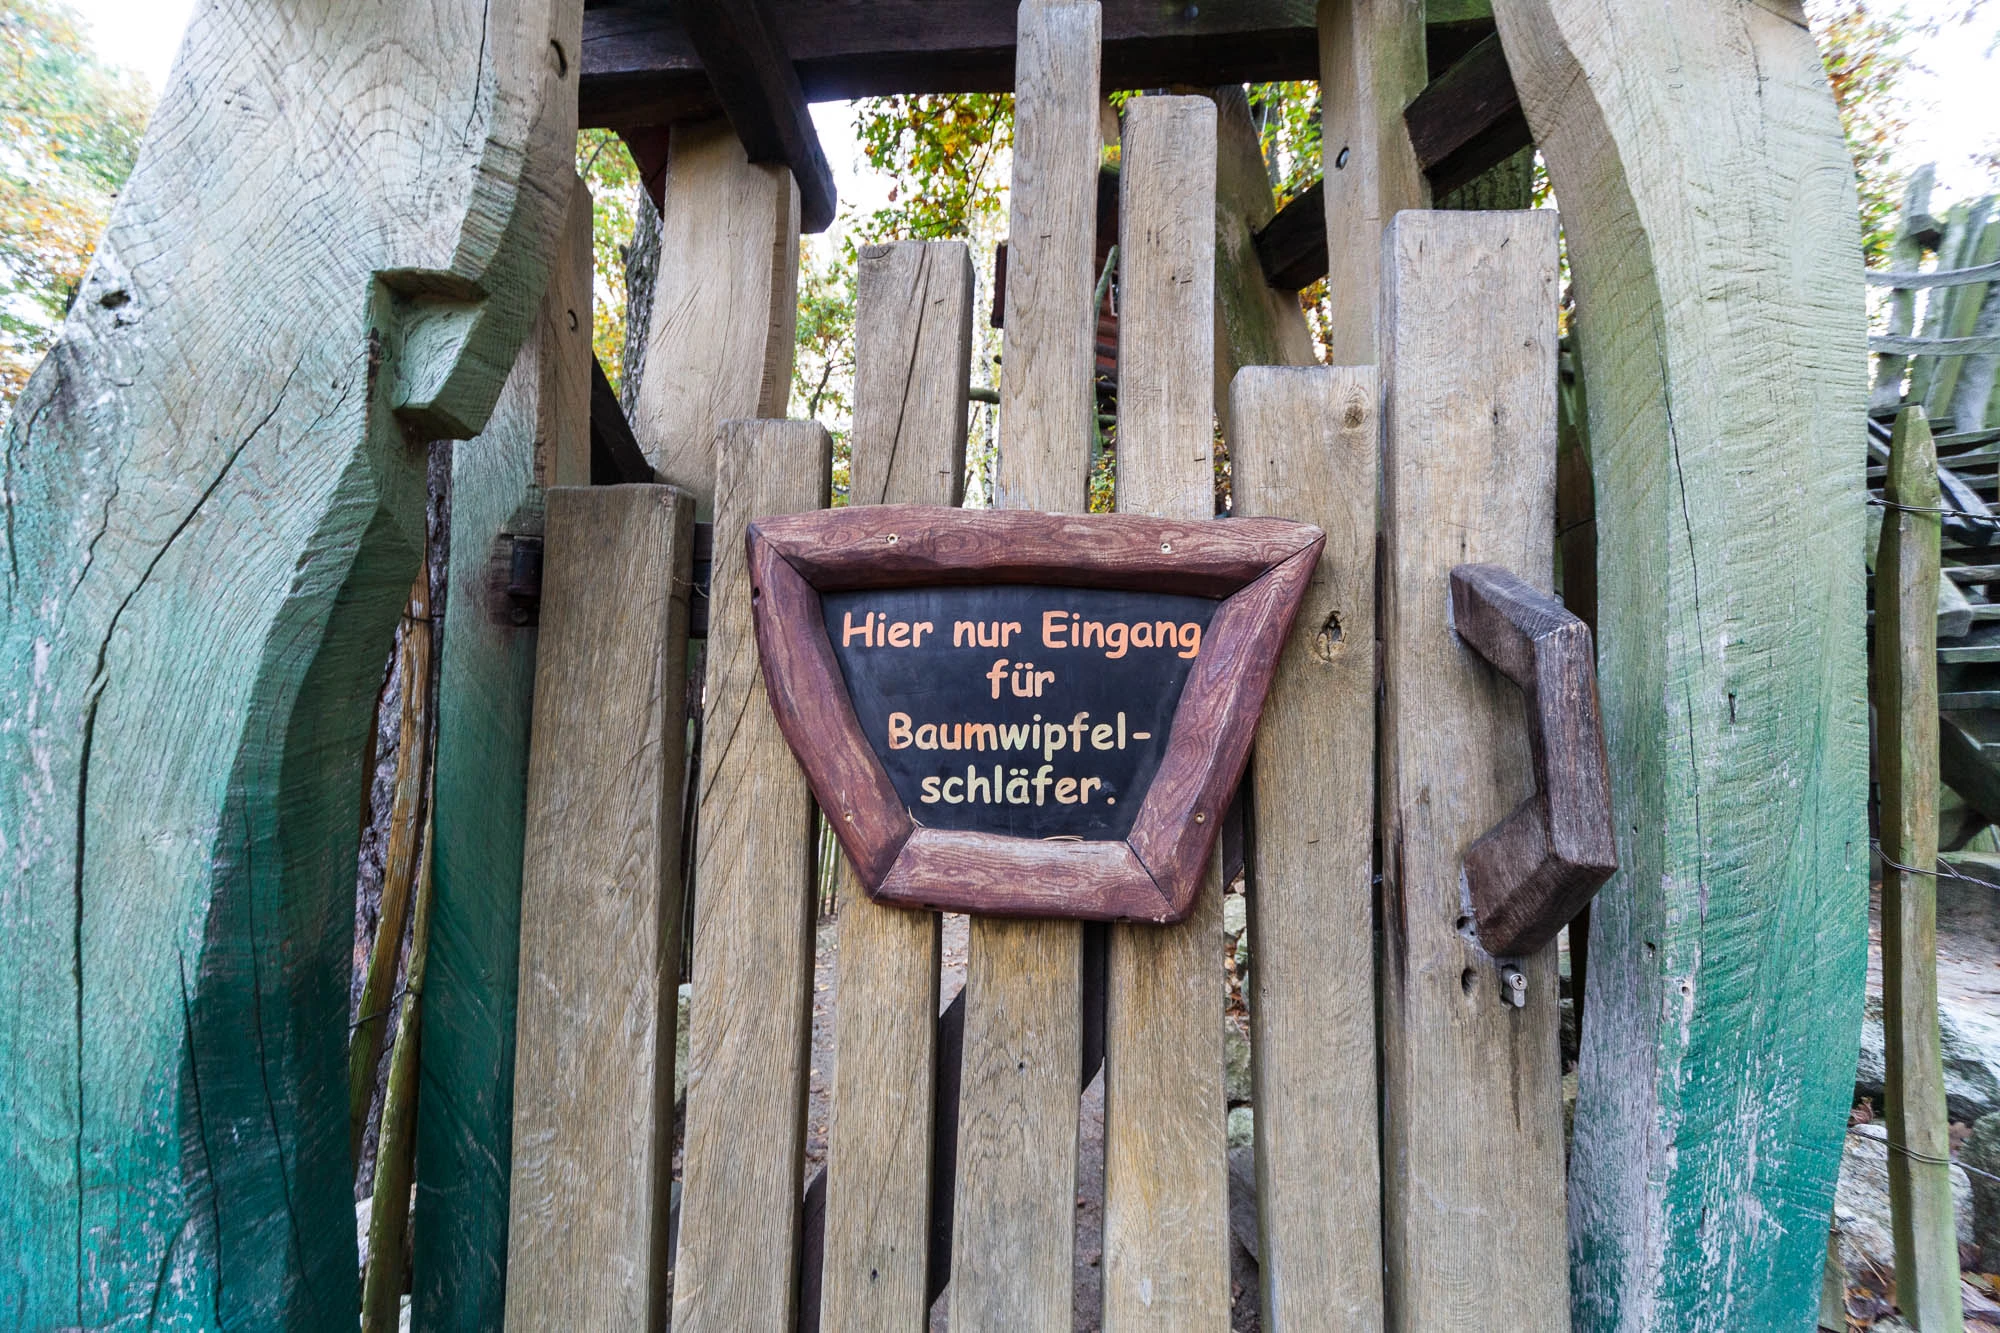 Hier nur Eingang
für
Baumwipfel-
schläfer.